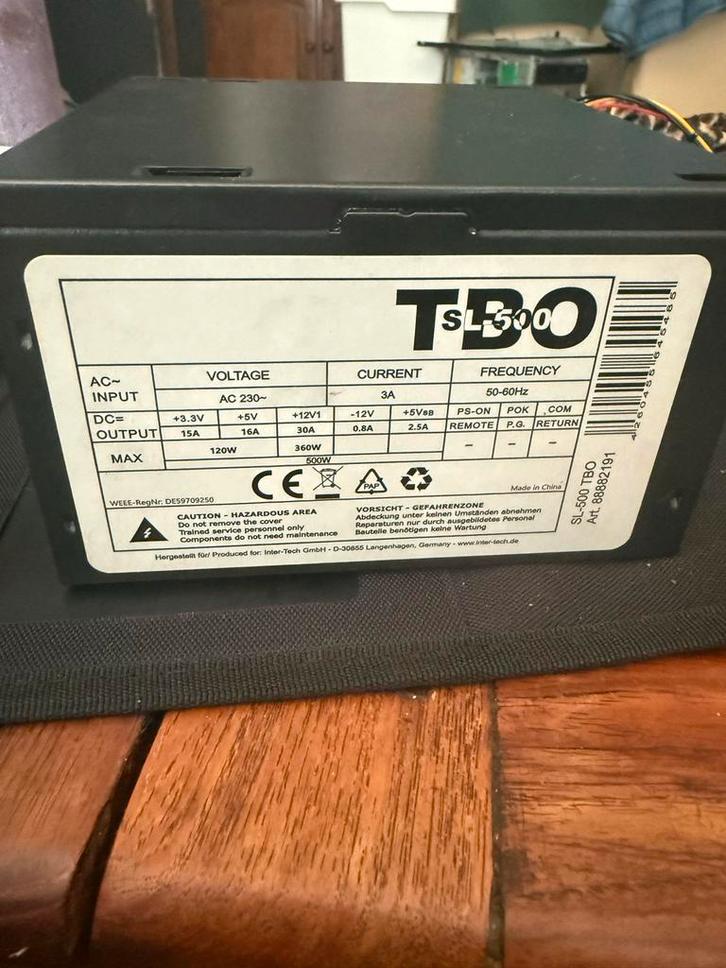 TBO
SL-500
AC~ INPUT
VOLTAGE CURRENT FREQUENCY
AC 230~ 3A 50-60Hz
DC= OUTPUT
+3.3V +5V +12V1 -12V +5VSB PS-ON POK COM
15A 16A 30A 0.8A 2.5A REMOTE P.G. RETURN
MAX 120W 360W - - -
500W
CE PAP
WEEE-RegNr: DE59709250 Made in China
CAUTION - HAZARDOUS AREA
Do not remove the cover
Trained service personnel only
Components do not need maintenance
VORSICHT - GEFAHRENZONE
Abdeckung unter keinen Umständen abnehmen
Reparaturen nur durch ausgebildetes Personal
Bauteile benötigen keine Wartung
Hergestellt für/ Produced for: Inter-Tech GmbH - D-30855 Langenhagen, Germany - www.inter-tech.de
SL-500 TBO
Art. 88882191